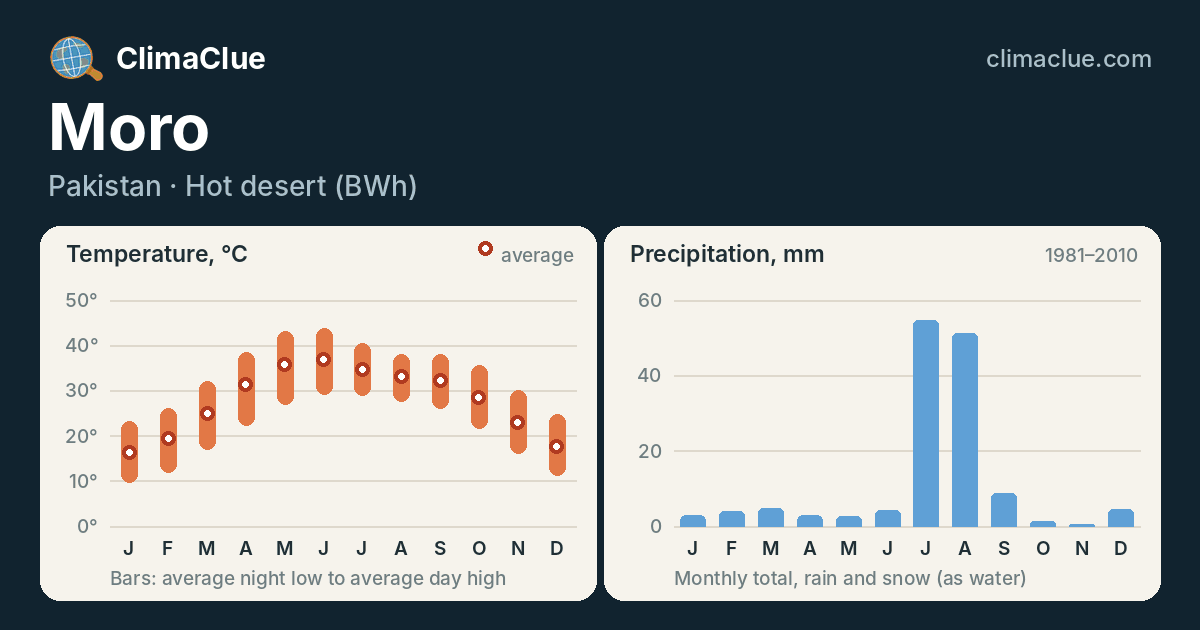 ClimaClue
climaclue.com
Moro
Pakistan · Hot desert (BWh)
Temperature, °C
average
50°
40°
30°
20°
10°
0°
J F M A M J J A S O N D
Bars: average night low to average day high
Precipitation, mm
1981–2010
60
40
20
0
J F M A M J J A S O N D
Monthly total, rain and snow (as water)